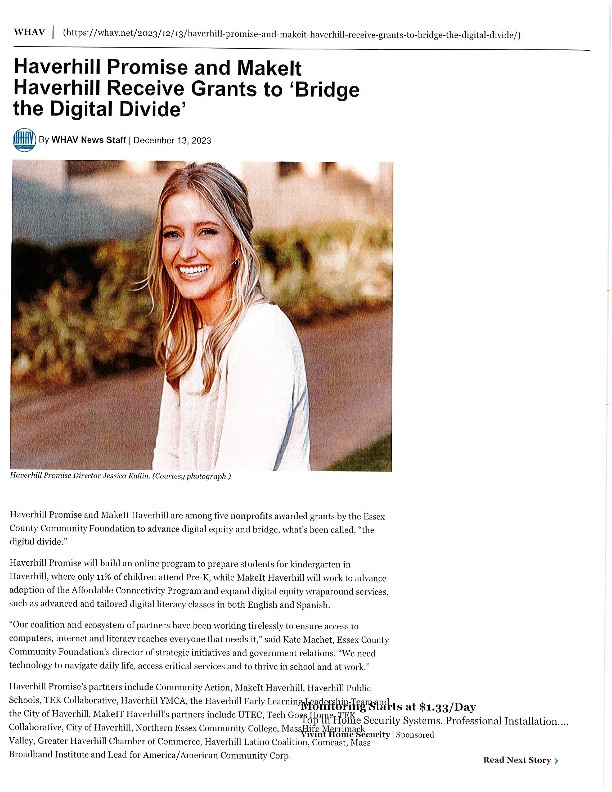 WHAV | (https://whav.net/2023/12/13/haverhill-promise-and-makeit-haverhill-receive-grants-to-bridge-the-digital-divide/)
Haverhill Promise and MakeIt
Haverhill Receive Grants to ‘Bridge
the Digital Divide’
WHAV
By WHAV News Staff | December 13, 2023
Haverhill Promise Director Jessica Kallin. (Courtesy photograph.)
Haverhill Promise and MakeIt Haverhill are among five nonprofits awarded grants by the Essex
County Community Foundation to advance digital equity and bridge, what's been called, “the
digital divide.”
Haverhill Promise will build an online program to prepare students for kindergarten in
Haverhill, where only 11% of children attend Pre-K, while MakeIt Haverhill will work to advance
adoption of the Affordable Connectivity Program and expand digital equity wraparound services,
such as advanced and tailored digital literacy classes in both English and Spanish.
“Our coalition and ecosystem of partners have been working tirelessly to ensure access to
computers, internet and literacy reaches everyone that needs it,” said Kate Machet, Essex County
Community Foundation's director of strategic initiatives and government relations. “We need
technology to navigate daily life, access critical services and to thrive in school and at work.”
Haverhill Promise's partners include Community Action, MakeIt Haverhill, Haverhill Public
Schools, TEK Collaborative, Haverhill YMCA, the Haverhill Early Learning Leadership Team and
the City of Haverhill. MakeIT Haverhill's partners include UTEC, Tech Goes Home, TEK
Collaborative, City of Haverhill, Northern Essex Community College, MassHire Merrimack
Valley, Greater Haverhill Chamber of Commerce, Haverhill Latino Coalition, Comcast, Mass
Broadband Institute and Lead for America/American Community Corp.
Monitoring Starts at $1.33/Day
Top in Home Security Systems. Professional Installation....
Vivint Home Security | Sponsored
Read Next Story >